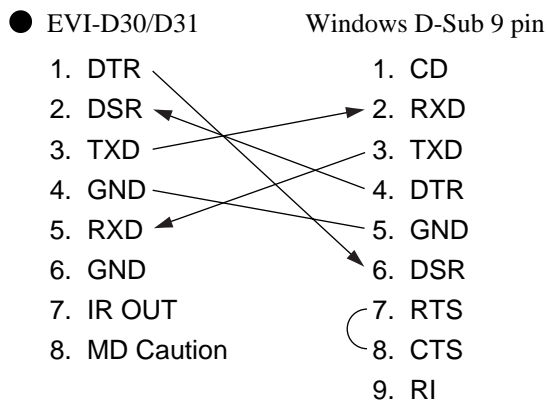 EVI-D30/D31 Windows D-Sub 9 pin
1. DTR 1. CD
2. DSR 2. RXD
3. TXD 3. TXD
4. GND 4. DTR
5. RXD 5. GND
6. GND 6. DSR
7. IR OUT 7. RTS
8. MD Caution 8. CTS
9. RI